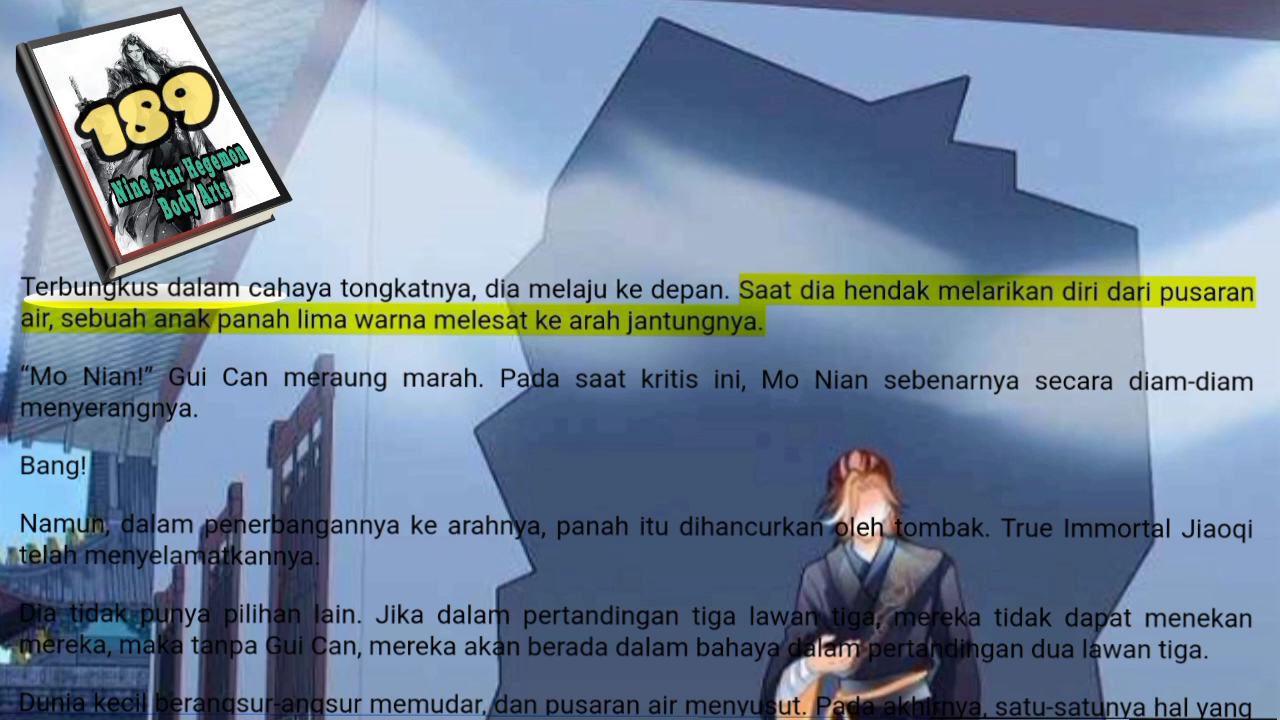 189
Nine Star Hegemon
Body Arts
Terbungkus dalam cahaya tongkatnya, dia melaju ke depan. Saat dia hendak melarikan diri dari pusaran
air, sebuah anak panah lima warna melesat ke arah jantungnya.
“Mo Nian!” Gui Can meraung marah. Pada saat kritis ini, Mo Nian sebenarnya secara diam-diam
menyerangnya.
Bang!
Namun, dalam penerbangannya ke arahnya, panah itu dihancurkan oleh tombak. True Immortal Jiaoqi
telah menyelamatkannya.
Dia tidak punya pilihan lain. Jika dalam pertandingan tiga lawan tiga, mereka tidak dapat menekan
mereka, maka tanpa Gui Can, mereka akan berada dalam bahaya dalam pertandingan dua lawan tiga.
Dunia kecil berangsur-angsur memudar, dan pusaran air menyusut. Pada akhirnya, satu-satunya hal yang